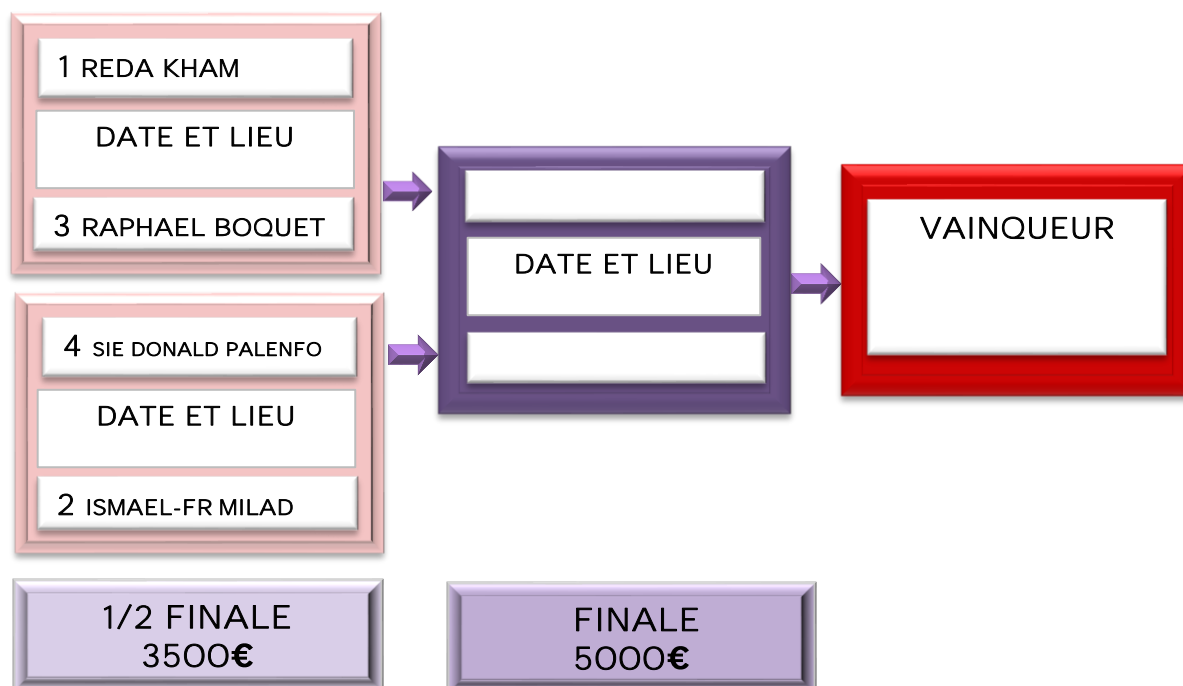 1 REDA KHAM
DATE ET LIEU
3 RAPHAEL BOQUET
4 SIE DONALD PALENFO
DATE ET LIEU
2 ISMAEL-FR MILAD
DATE ET LIEU
VAINQUEUR
1/2 FINALE
3500€
FINALE
5000€